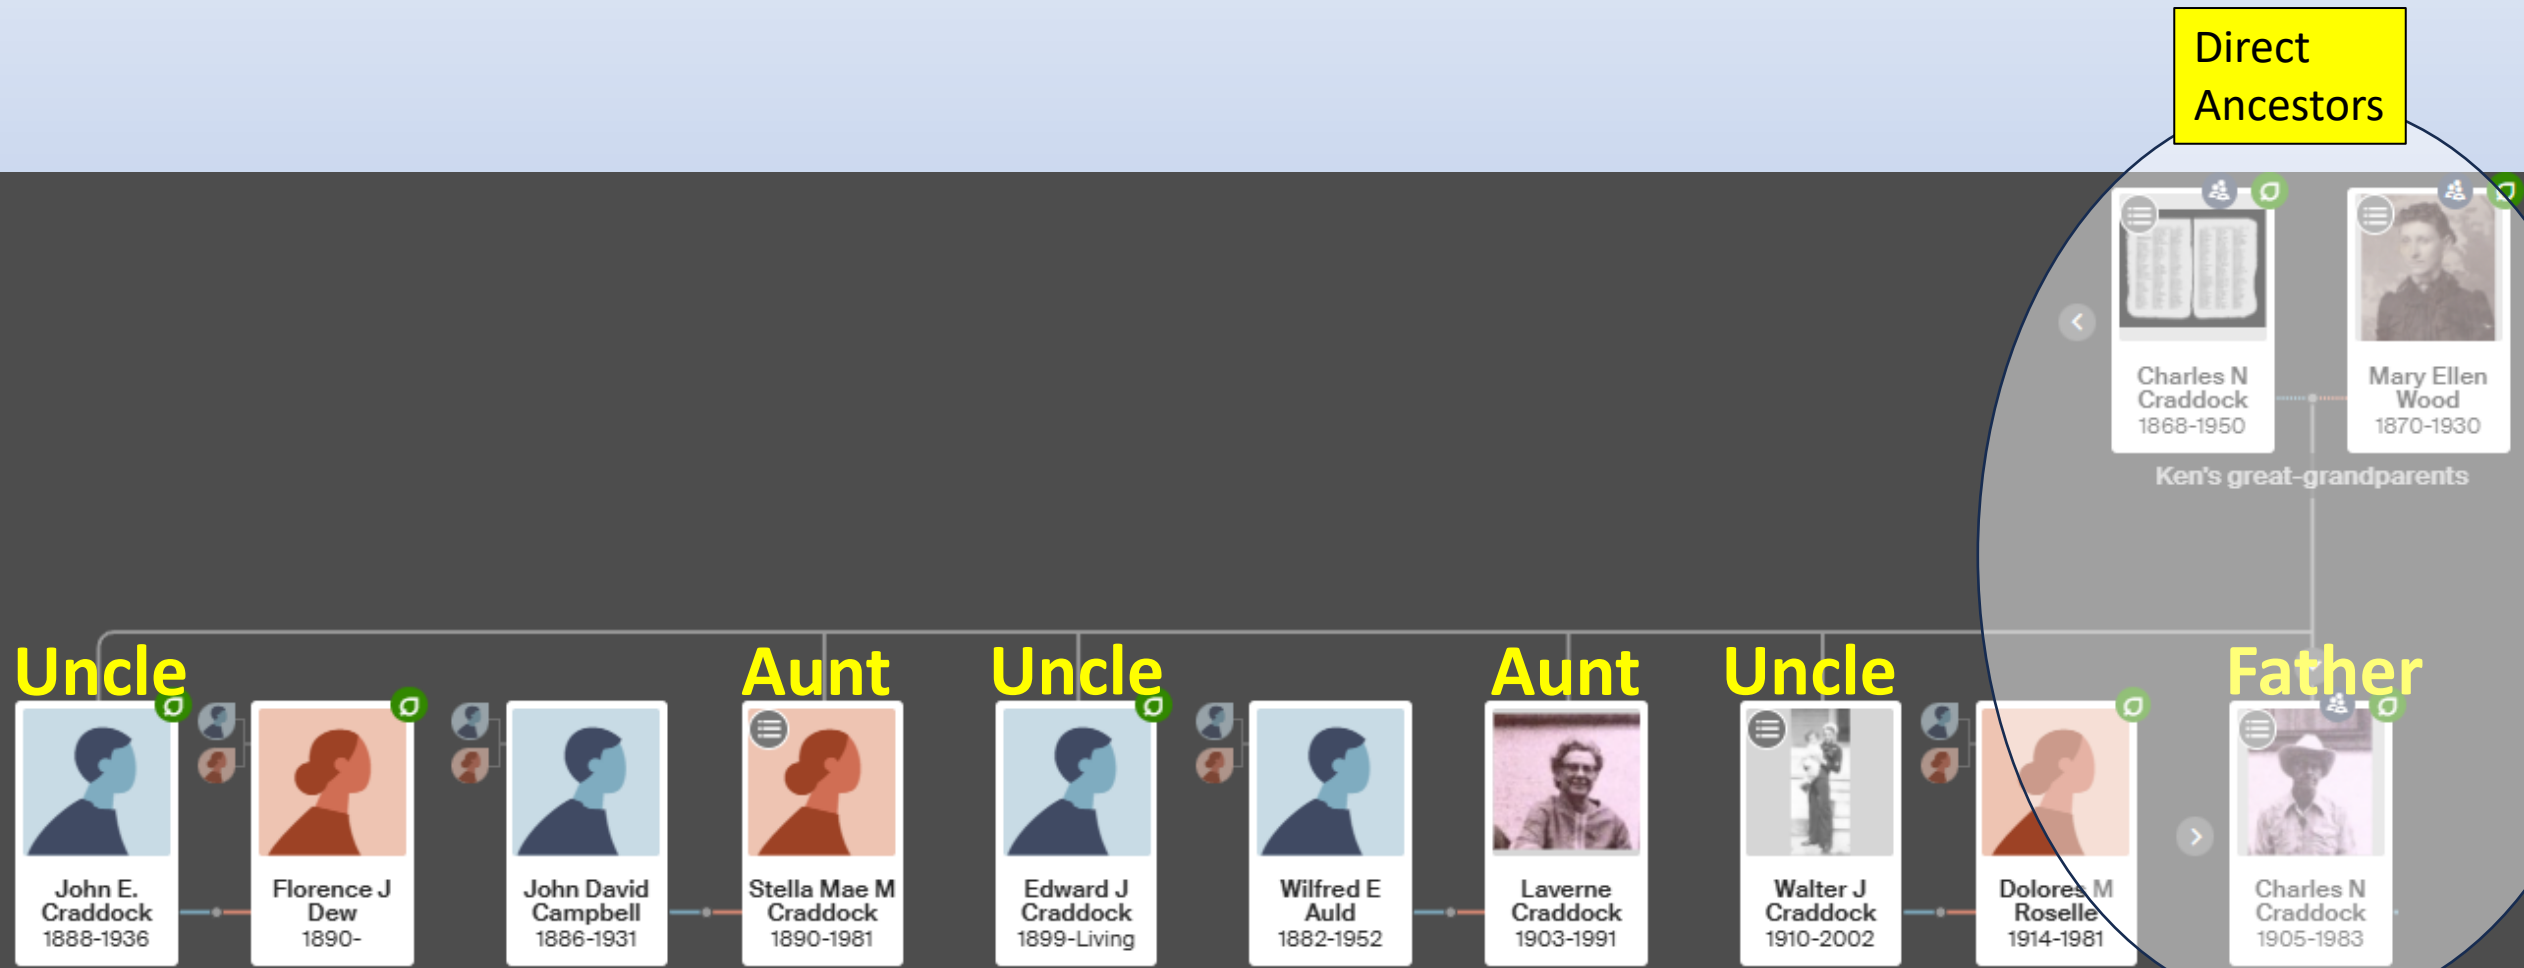 Direct
Ancestors
Charles N
Craddock
1868-1950
Mary Ellen
Wood
1870-1930
Ken's great-grandparents
Uncle
Aunt
Uncle
Aunt
Uncle
Father
John E.
Craddock
1888-1936
Florence J
Dew
1890-
John David
Campbell
1886-1931
Stella Mae M
Craddock
1890-1981
Edward J
Craddock
1899-Living
Wilfred E
Auld
1882-1952
Laverne
Craddock
1903-1991
Walter J
Craddock
1910-2002
Dolores M
Roselle
1914-1981
Charles N
Craddock
1905-1983